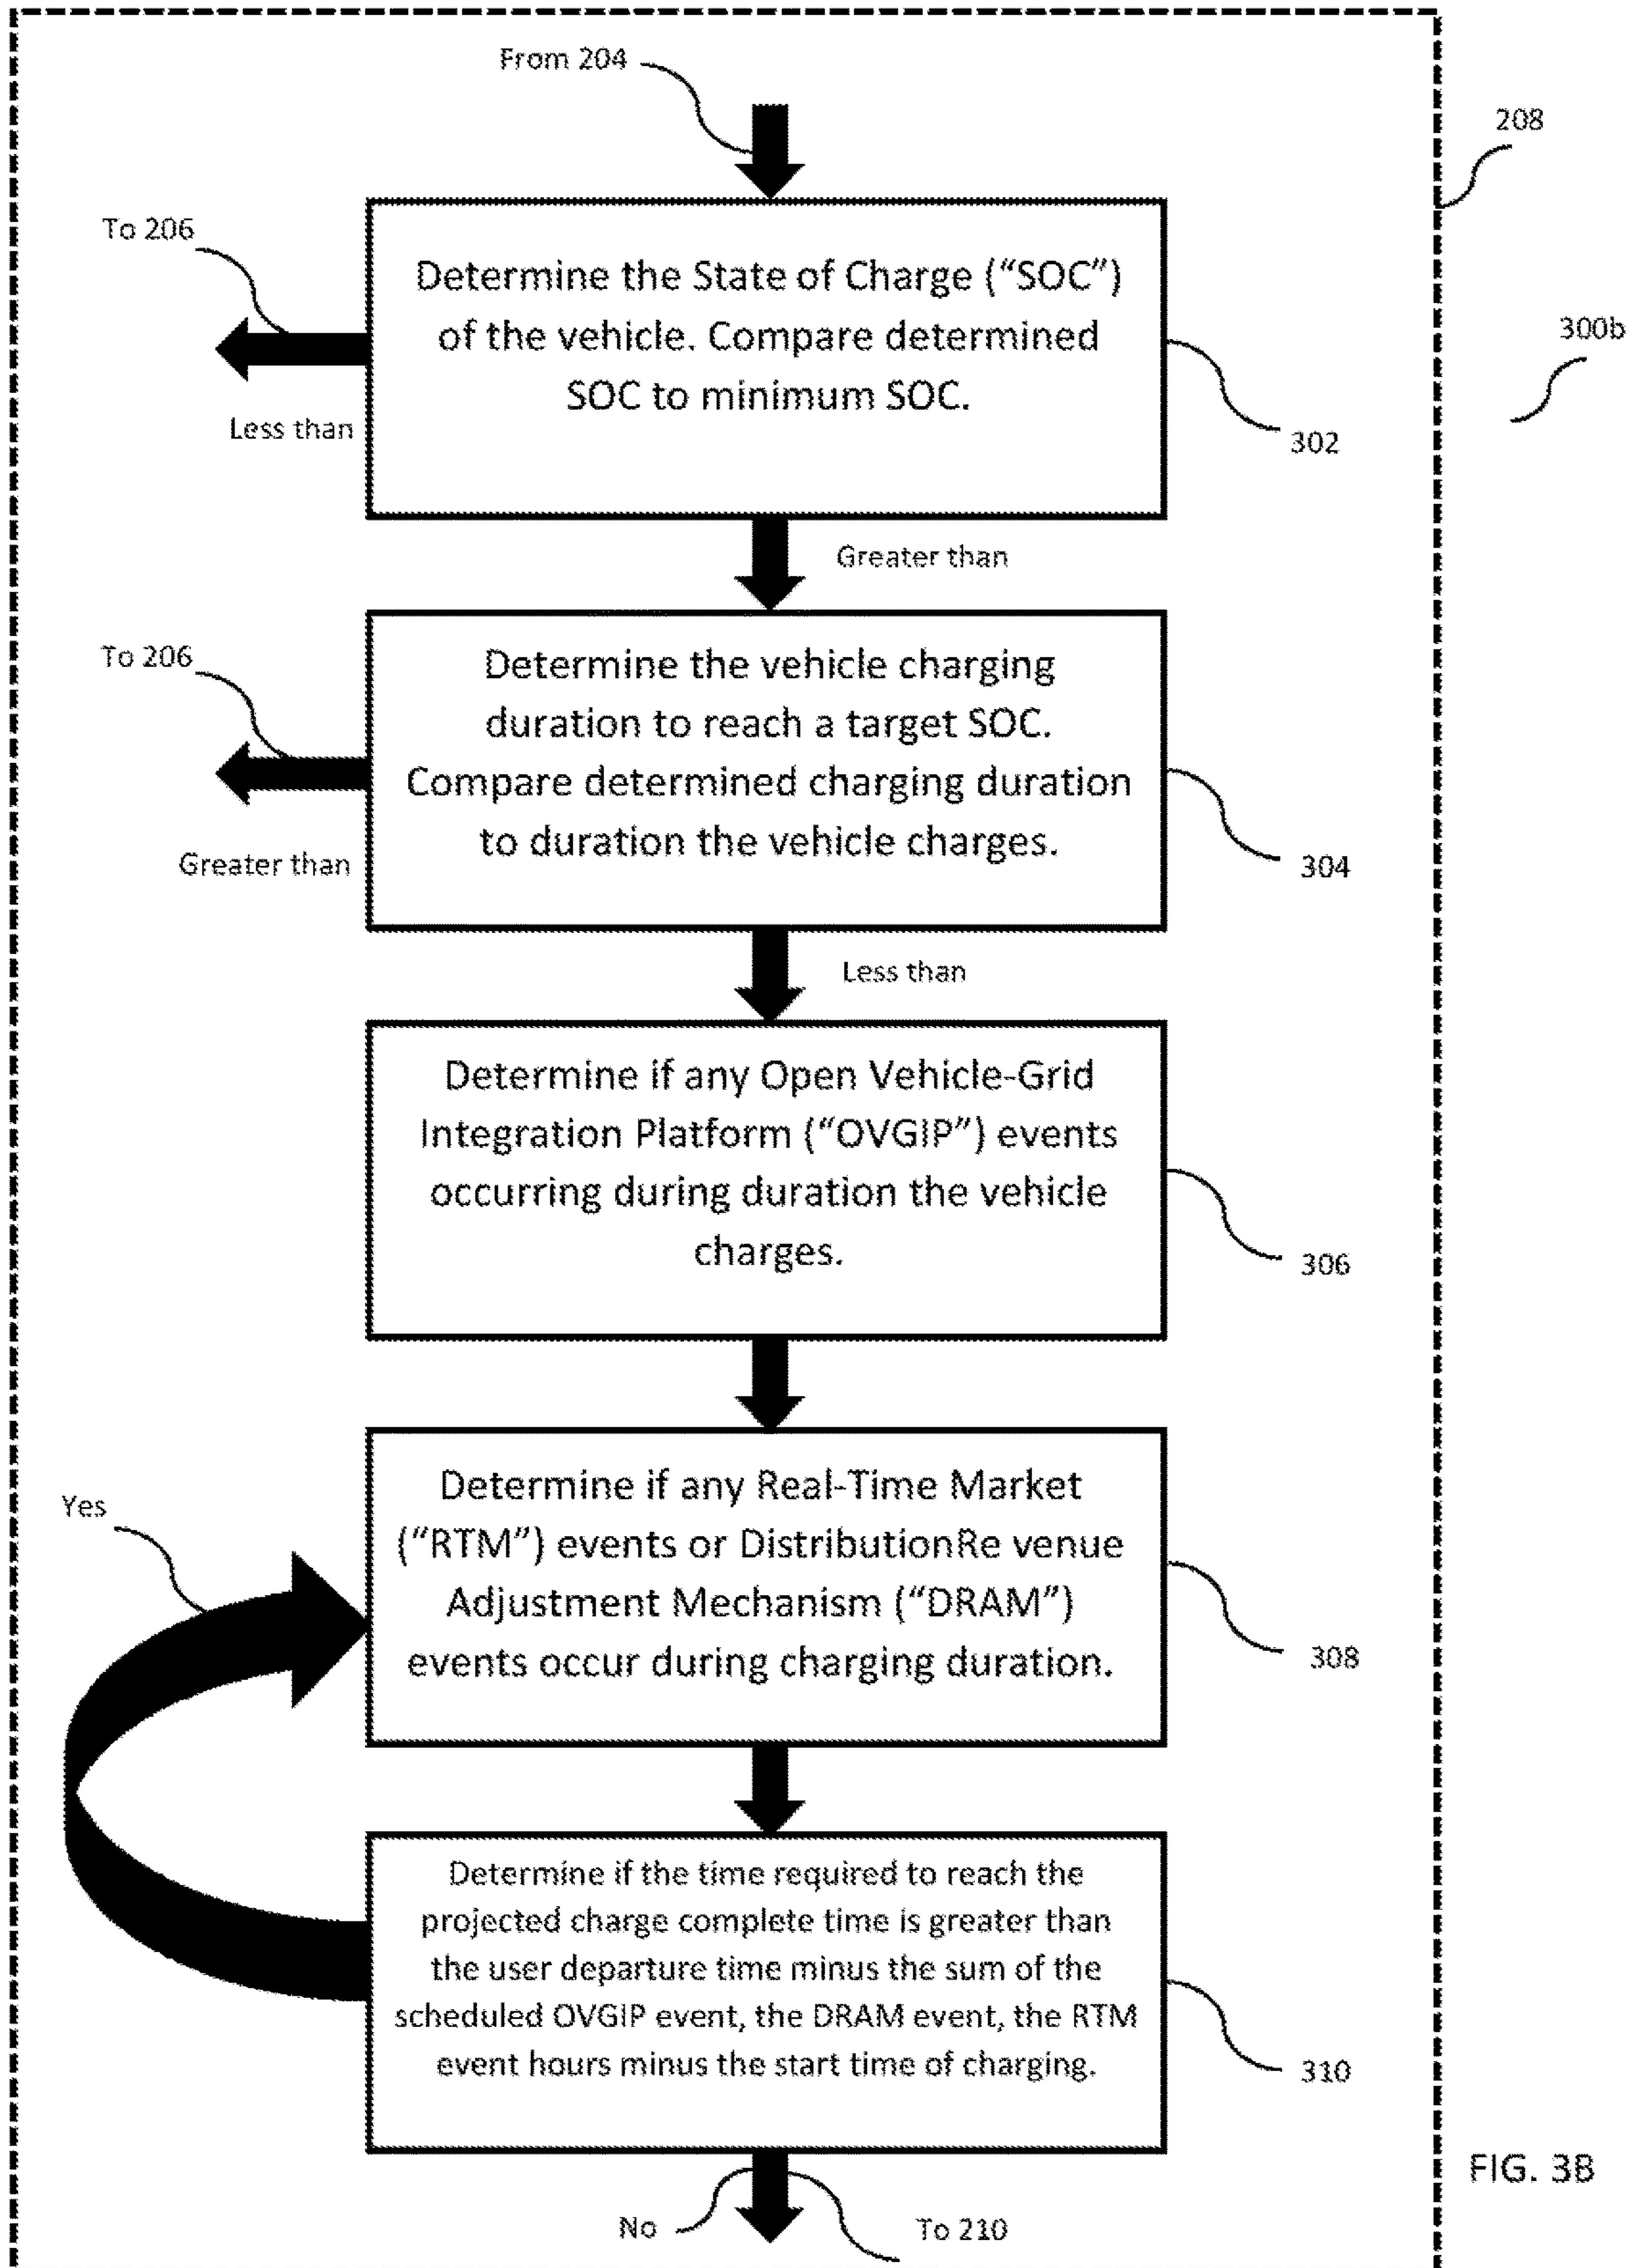 From 204
208
To 206
Determine the State of Charge (“SOC”)
of the vehicle. Compare determined
SOC to minimum SOC.
300b
Less than
302
Greater than
To 206
Determine the vehicle charging
duration to reach a target SOC.
Compare determined charging duration
to duration the vehicle charges.
Greater than
304
Less than
Determine if any Open Vehicle-Grid
Integration Platform (“OVGIP”) events
occurring during duration the vehicle
charges.
306
Yes
Determine if any Real-Time Market
(“RTM”) events or DistributionRe venue
Adjustment Mechanism (“DRAM”)
events occur during charging duration.
308
Determine if the time required to reach the
projected charge complete time is greater than
the user departure time minus the sum of the
scheduled OVGIP event, the DRAM event, the RTM
event hours minus the start time of charging.
310
FIG. 3B
No
To 210